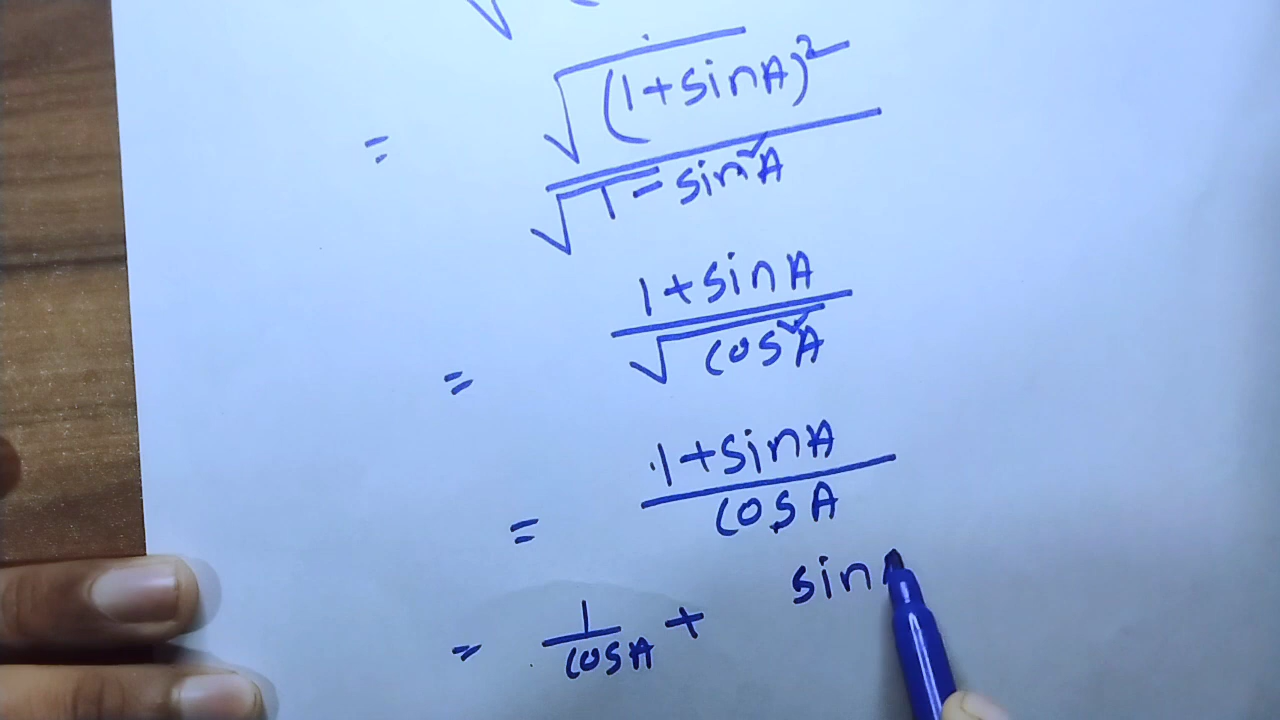 = √(1+sinA)² / √1-sin²A
= 1+sinA / √cos²A
= 1+sinA / cosA
= 1/cosA + sin